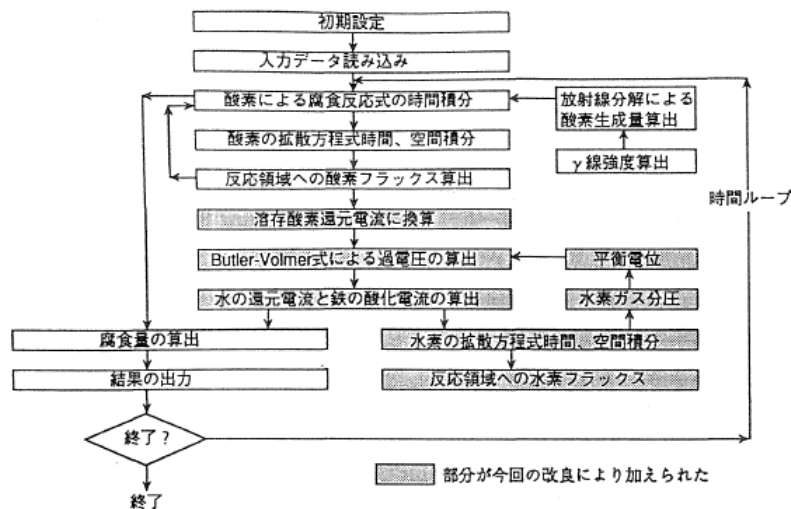 初期設定
入力データ読み込み
酸素による腐食反応式の時間積分
放射線分解による
酸素生成量算出
酸素の拡散方程式時間、空間積分
γ線強度算出
反応領域への酸素フラックス算出
時間ループ
溶存酸素還元電流に換算
Butler-Volmer式による過電圧の算出
平衡電位
水の還元電流と鉄の酸化電流の算出
水素ガス分圧
腐食量の算出
水素の拡散方程式時間、空間積分
結果の出力
反応領域への水素フラックス
終了?
部分が今回の改良により加えられた
終了